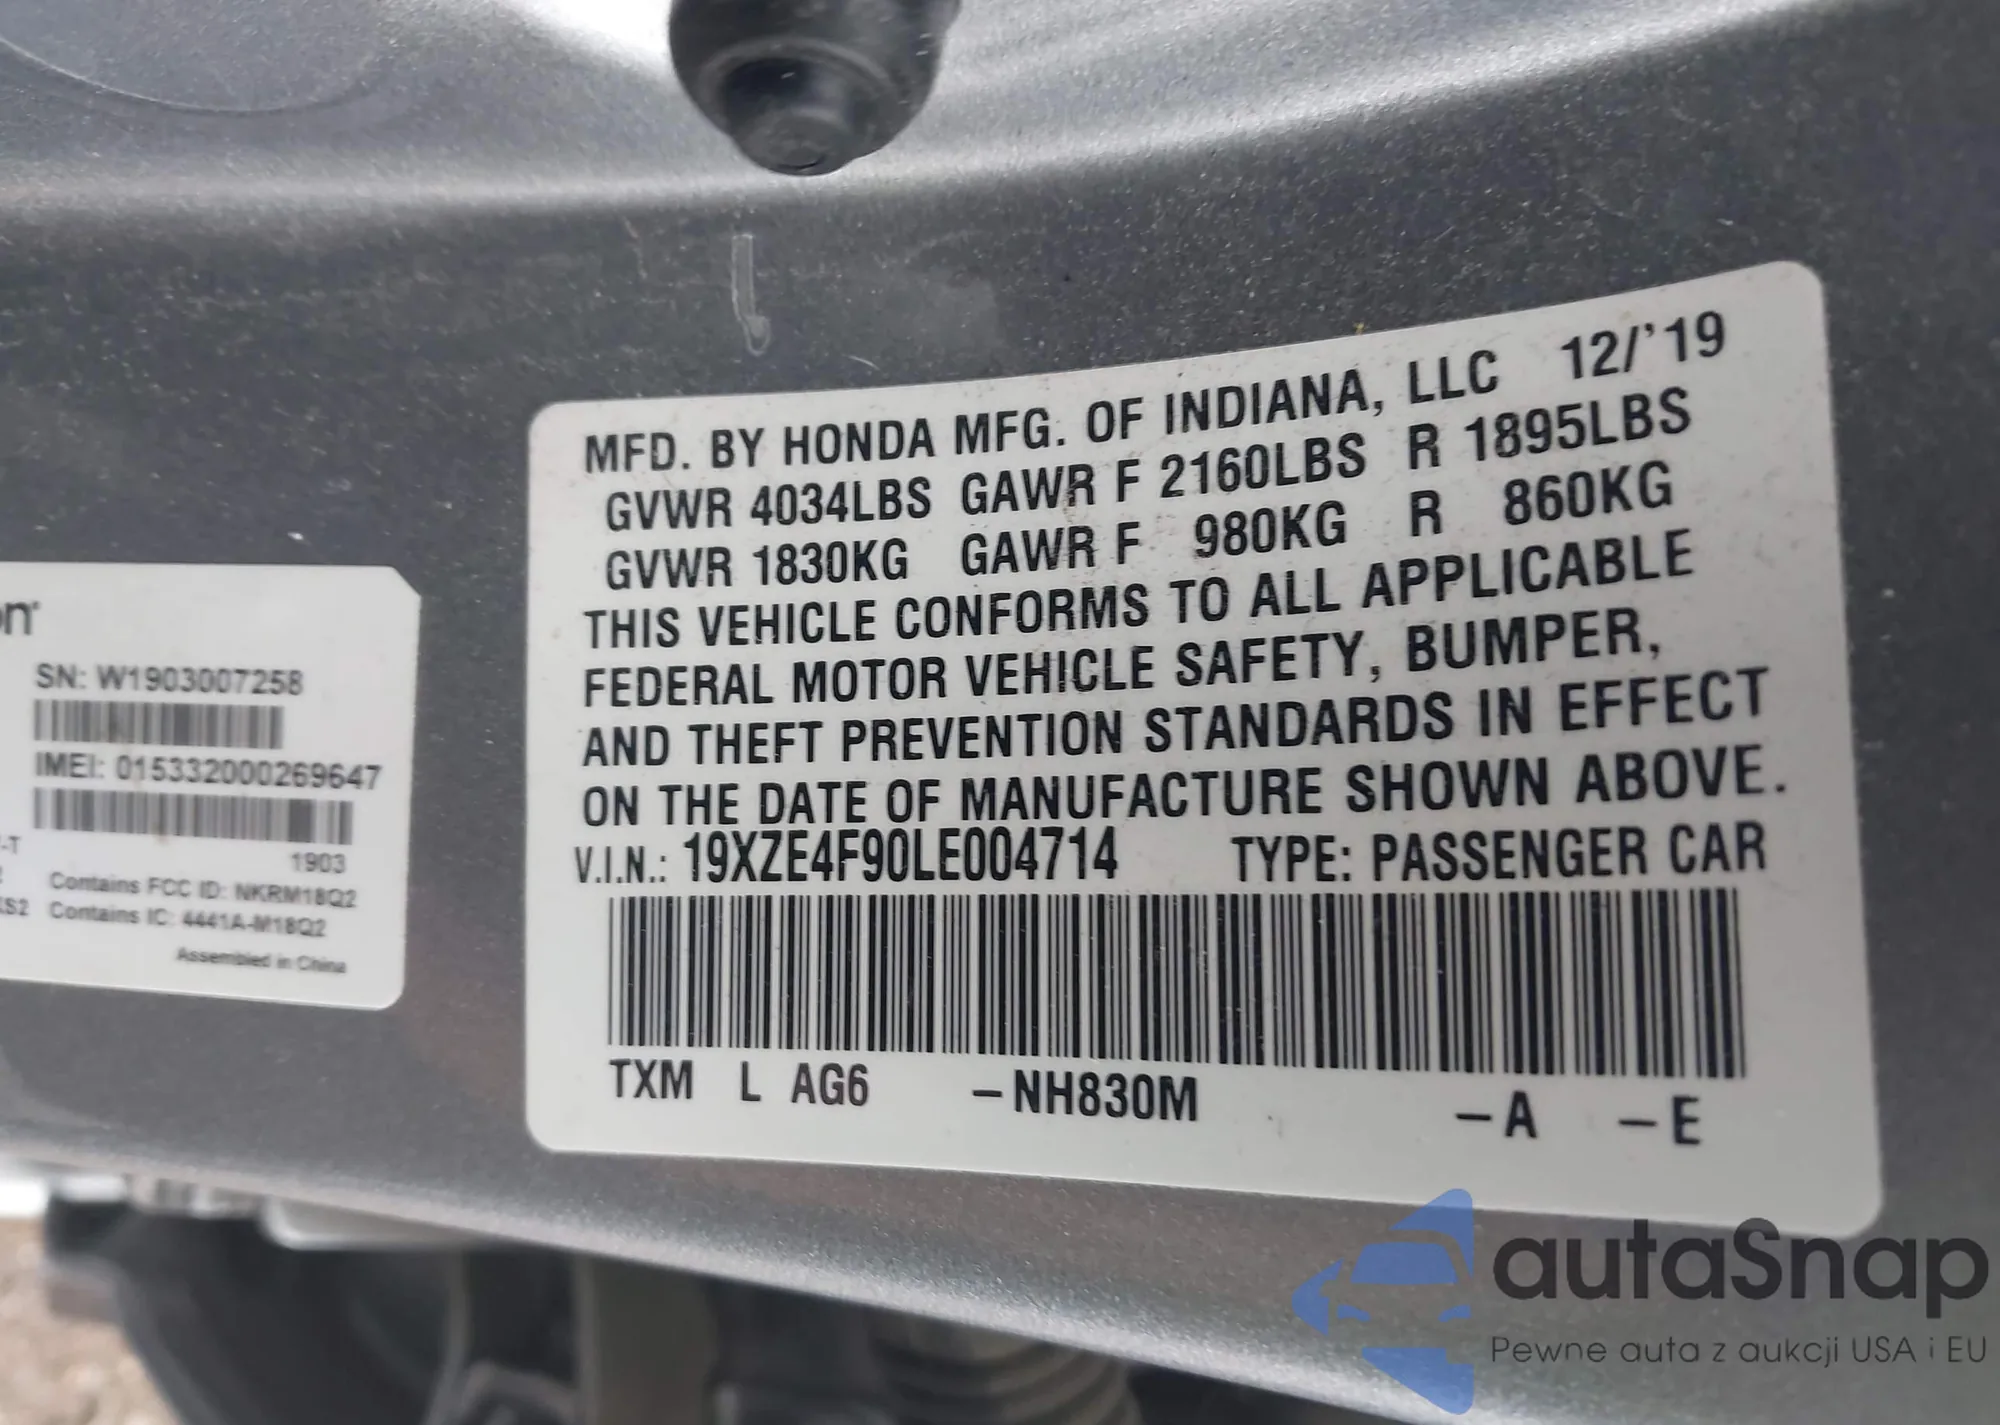 MFD. BY HONDA MFG. OF INDIANA, LLC 12/'19
GVWR 4034LBS GAWR F 2160LBS R 1895LBS
GVWR 1830KG GAWR F 980KG R 860KG
THIS VEHICLE CONFORMS TO ALL APPLICABLE
FEDERAL MOTOR VEHICLE SAFETY, BUMPER,
AND THEFT PREVENTION STANDARDS IN EFFECT
ON THE DATE OF MANUFACTURE SHOWN ABOVE.
V.I.N.: 19XZE4F90LE004714 TYPE: PASSENGER CAR
TXM L AG6 –NH830M –A –E
SN: W1903007258
IMEI: 015332000269647
1903
Contains FCC ID: NKRM18Q2
Contains IC: 4441A-M18Q2
Assembled in China
autaSnap
Pewne auta z aukcji USA i EU